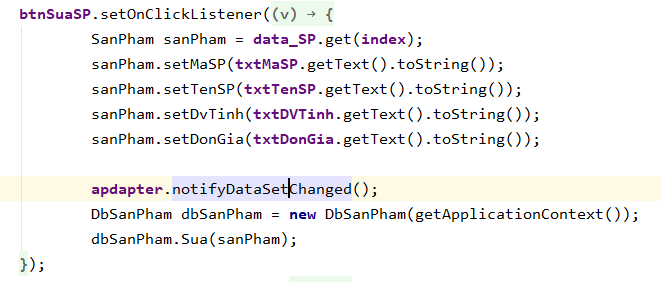 btnSuaSP.setOnClickListener((v) → {
SanPham sanPham = data_SP.get(index);
sanPham.setMaSP(txtMaSP.getText().toString());
sanPham.setTenSP(txtTenSP.getText().toString());
sanPham.setDvTinh(txtDVTinh.getText().toString());
sanPham.setDonGia(txtDonGia.getText().toString());
apdapter.notifyDataSetChanged();
DbSanPham dbSanPham = new DbSanPham(getApplicationContext());
dbSanPham.Sua(sanPham);
});